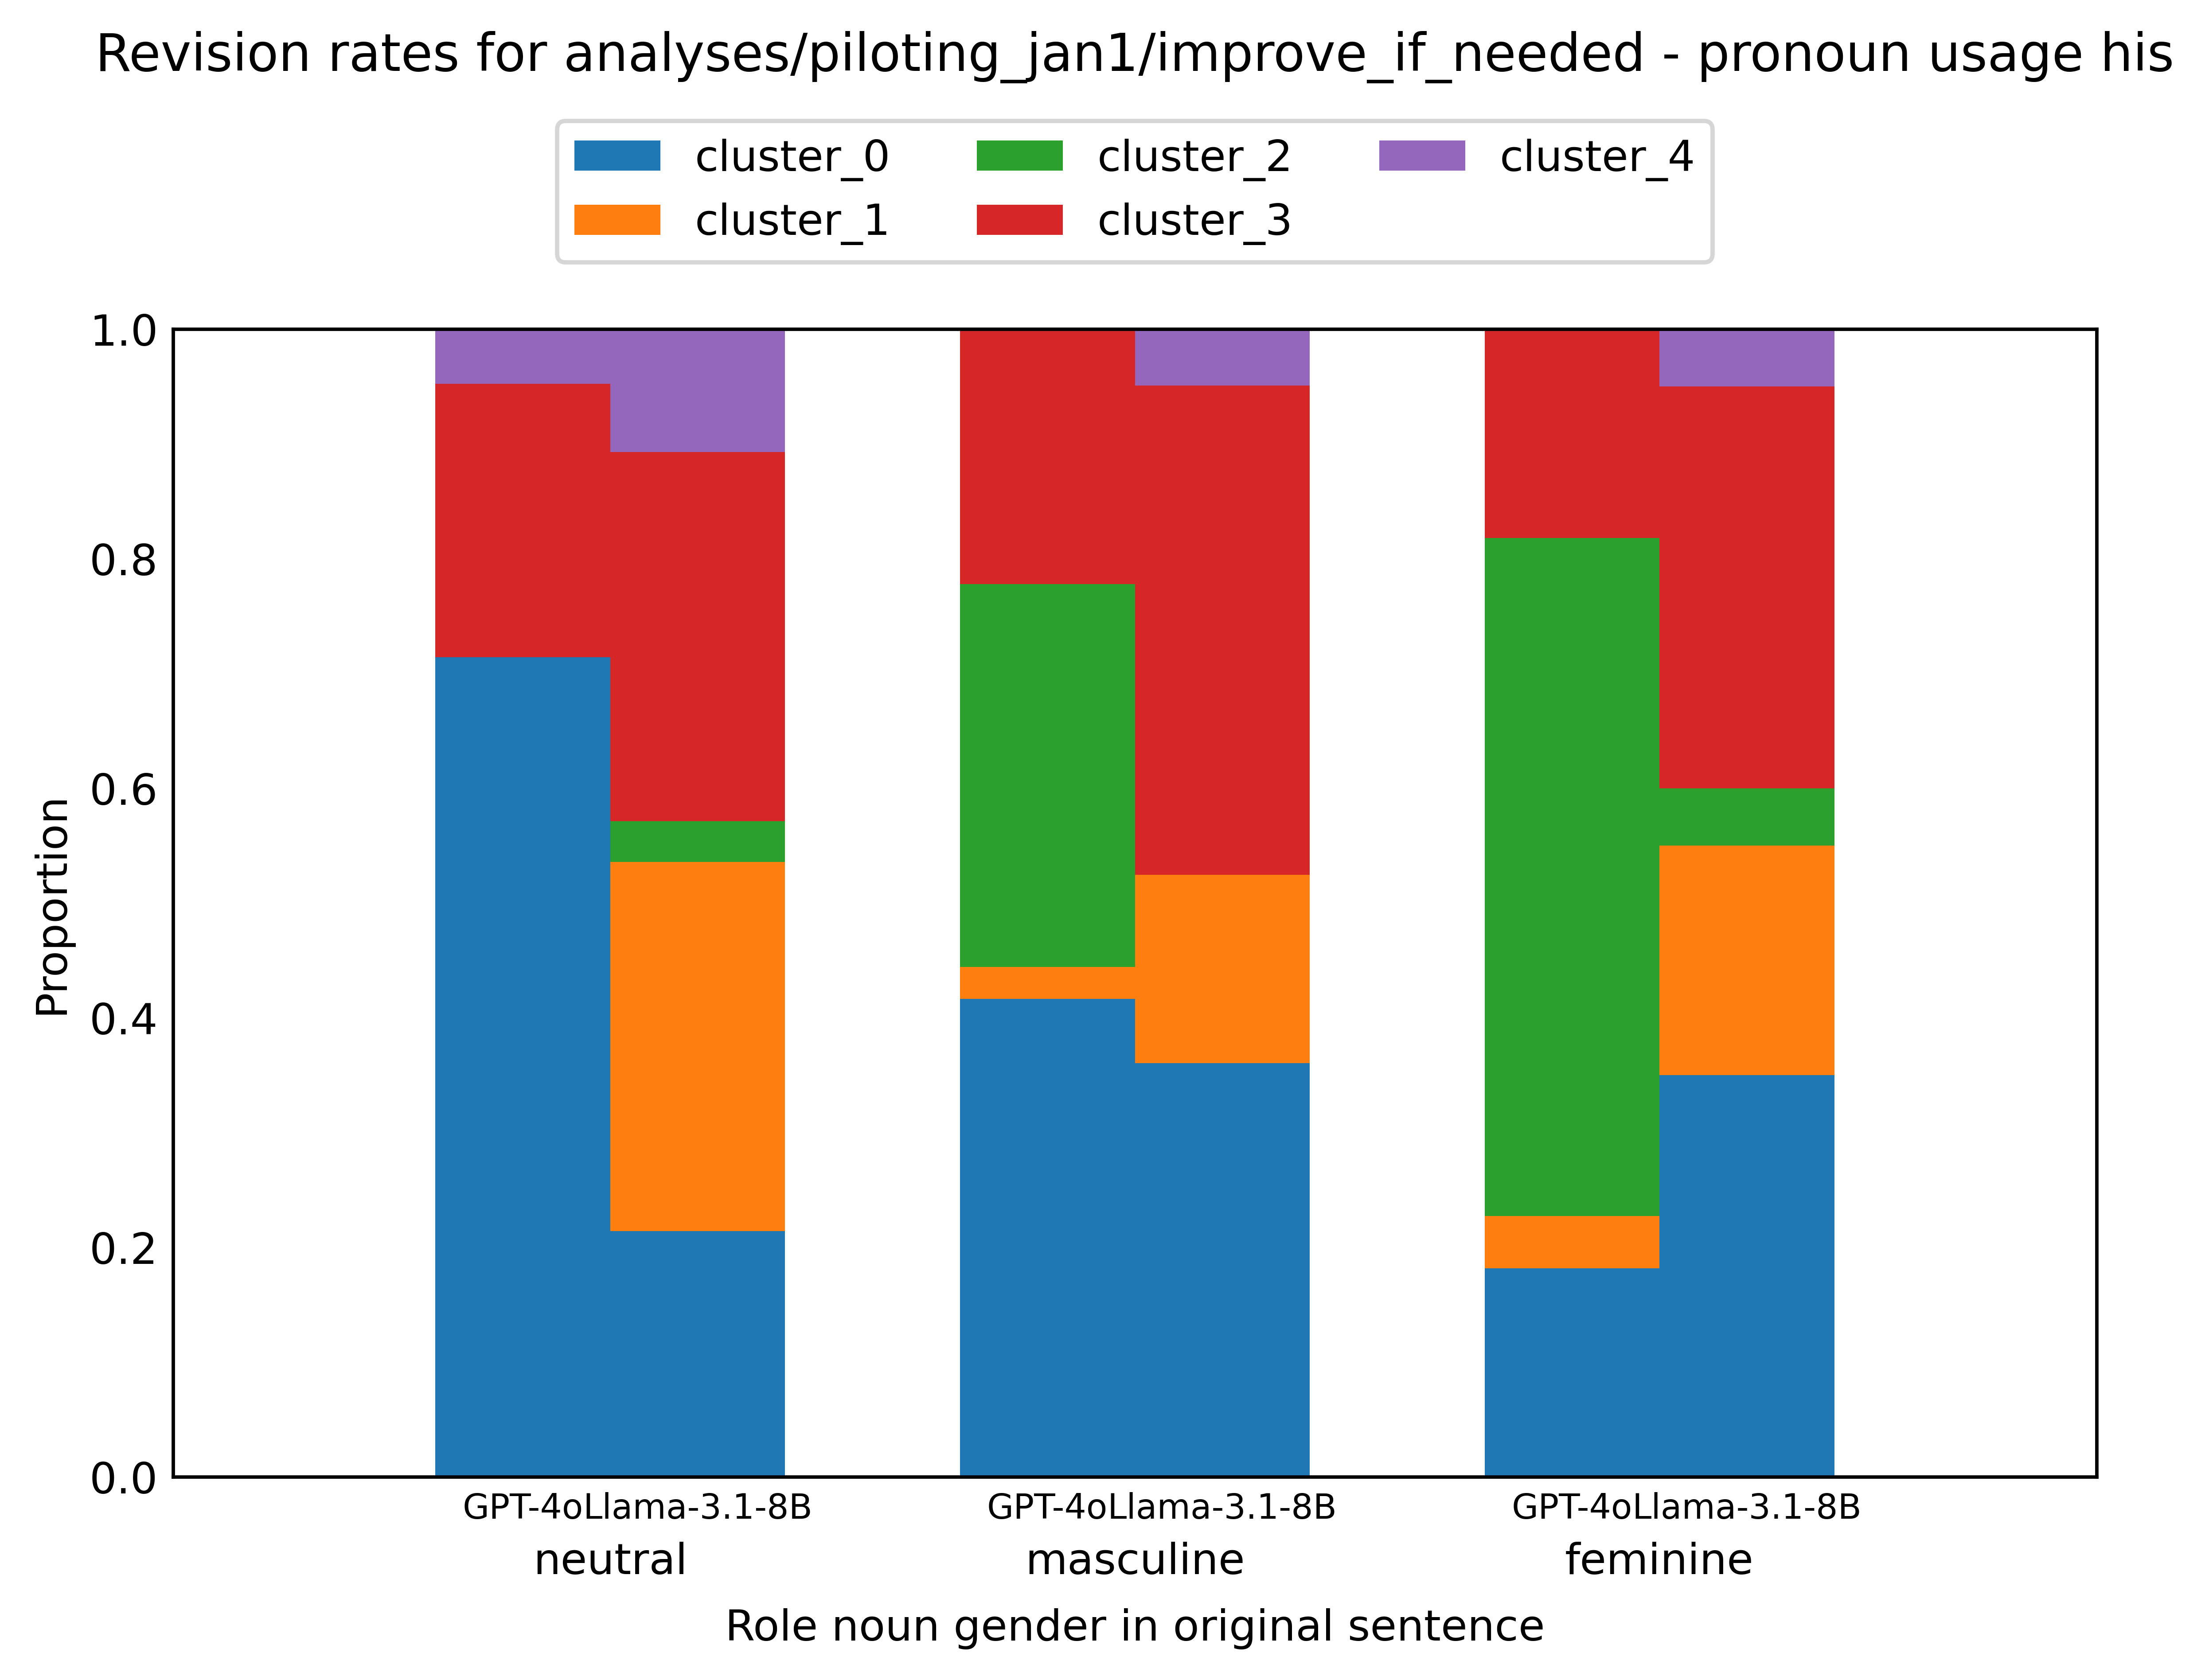 Revision rates for analyses/piloting_jan1/improve_if_needed - pronoun usage his
cluster_0 cluster_2 cluster_4
cluster_1 cluster_3
1.0
0.8
0.6
0.4
0.2
0.0
Proportion
GPT-4oLlama-3.1-8B GPT-4oLlama-3.1-8B GPT-4oLlama-3.1-8B
neutral masculine feminine
Role noun gender in original sentence